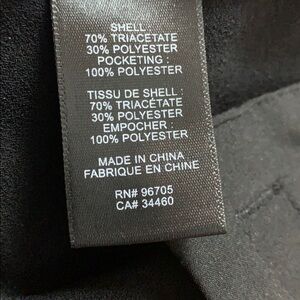 SHELL :
70% TRIACETATE
30% POLYESTER
POCKETING :
100% POLYESTER
TISSU DE SHELL :
70% TRIACÉTATE
30% POLYESTER
EMPOCHER :
100% POLYESTER
MADE IN CHINA
FABRIQUE EN CHINE
RN# 96705
CA# 34460